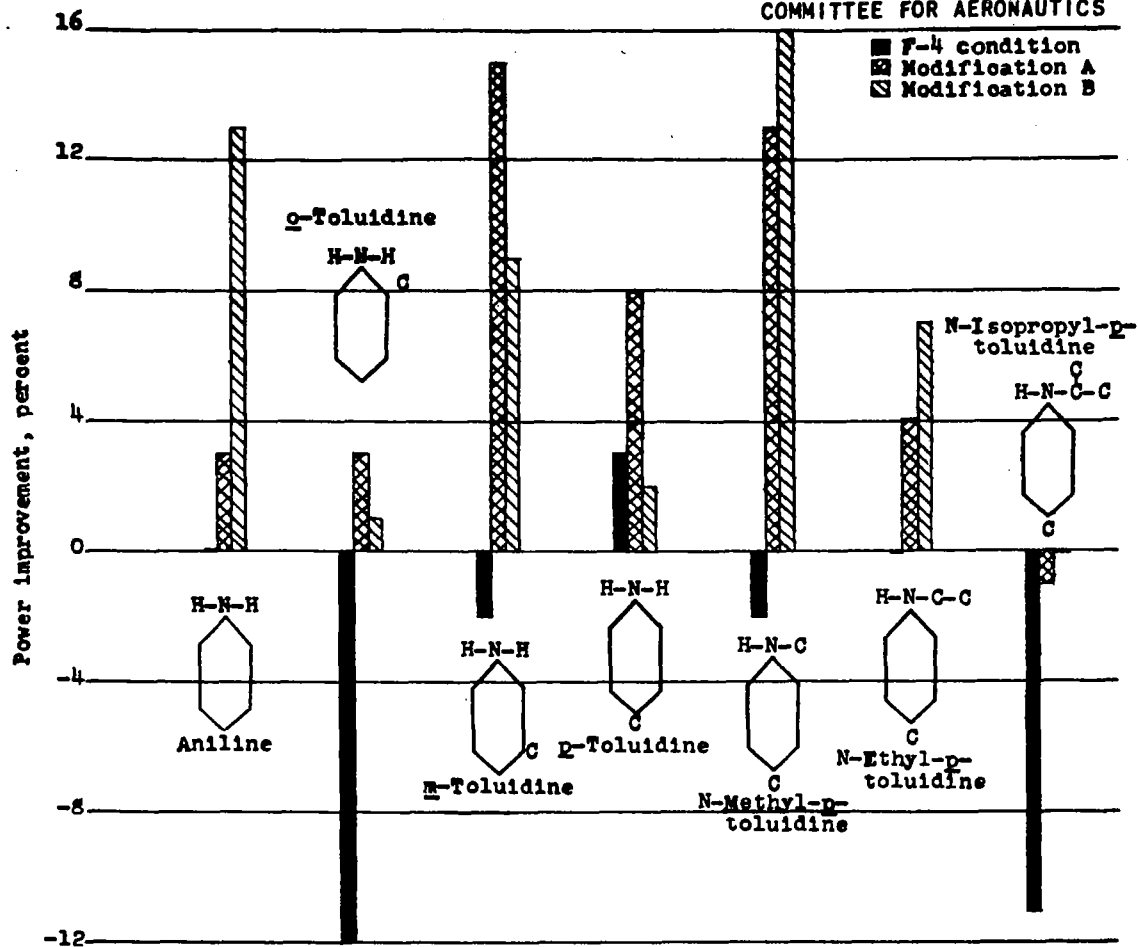 COMMITTEE FOR AERONAUTICS
F-4 condition
Modification A
Modification B
Power improvement, percent
16
12
8
4
0
-4
-8
-12
o-Toluidine
H-N-H
C
N-Isopropyl-p-
toluidine
C
H-N-C-C
C
H-N-H
Aniline
H-N-H
C
m-Toluidine
H-N-H
C
p-Toluidine
H-N-C
C
N-Methyl-p-
toluidine
H-N-C-C
C
N-Ethyl-p-
toluidine